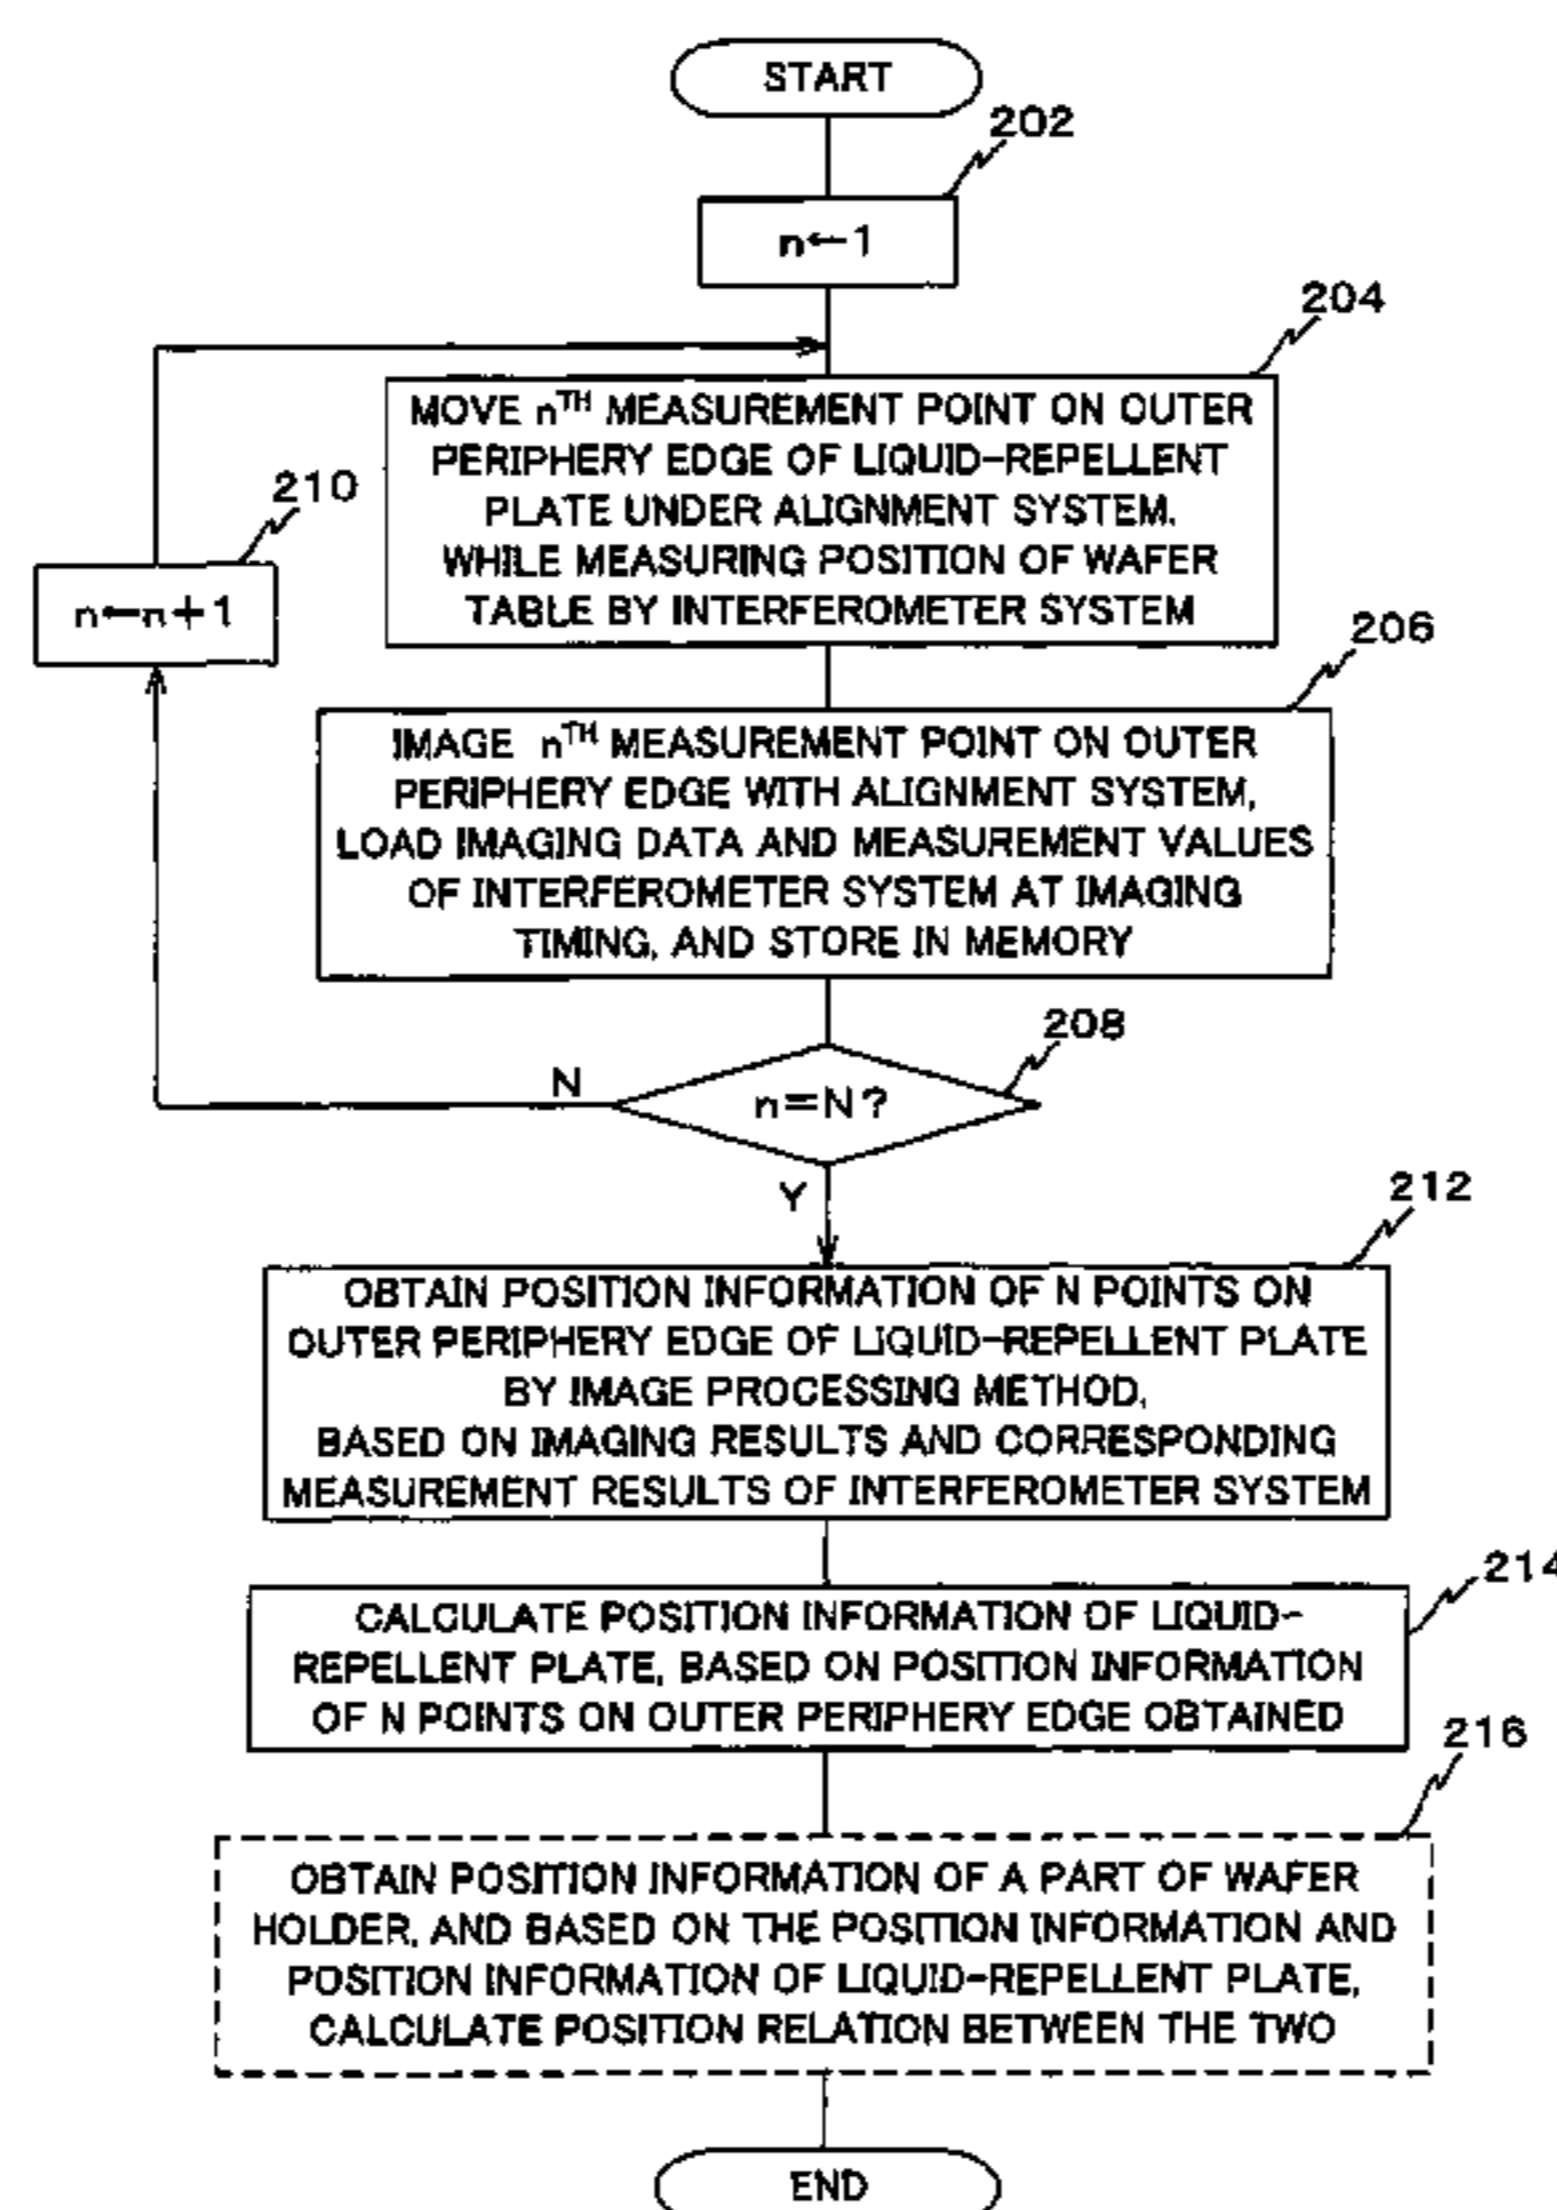 START
202
n←1
204
MOVE nTH MEASUREMENT POINT ON OUTER
PERIPHERY EDGE OF LIQUID-REPELLENT
PLATE UNDER ALIGNMENT SYSTEM,
WHILE MEASURING POSITION OF WAFER
TABLE BY INTERFEROMETER SYSTEM
210
n←n+1
206
IMAGE nTH MEASUREMENT POINT ON OUTER
PERIPHERY EDGE WITH ALIGNMENT SYSTEM,
LOAD IMAGING DATA AND MEASUREMENT VALUES
OF INTERFEROMETER SYSTEM AT IMAGING
TIMING, AND STORE IN MEMORY
208
N
n=N?
Y
212
OBTAIN POSITION INFORMATION OF N POINTS ON
OUTER PERIPHERY EDGE OF LIQUID-REPELLENT PLATE
BY IMAGE PROCESSING METHOD,
BASED ON IMAGING RESULTS AND CORRESPONDING
MEASUREMENT RESULTS OF INTERFEROMETER SYSTEM
214
CALCULATE POSITION INFORMATION OF LIQUID-
REPELLENT PLATE, BASED ON POSITION INFORMATION
OF N POINTS ON OUTER PERIPHERY EDGE OBTAINED
216
OBTAIN POSITION INFORMATION OF A PART OF WAFER
HOLDER, AND BASED ON THE POSITION INFORMATION AND
POSITION INFORMATION OF LIQUID-REPELLENT PLATE,
CALCULATE POSITION RELATION BETWEEN THE TWO
END